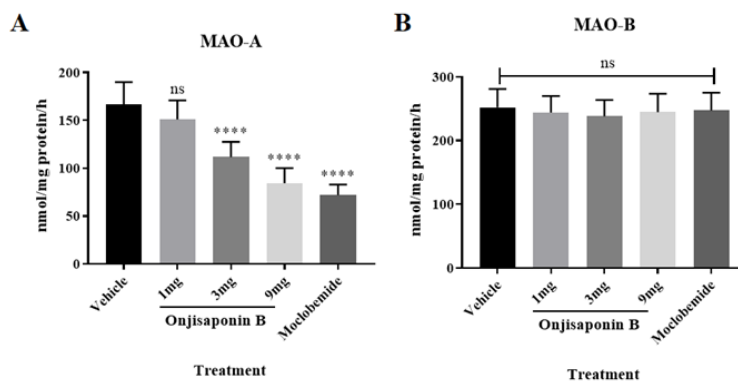 A
MAO-A
nmol/mg protein/h
200
150
100
50
0
ns
****
****
****
Vehicle
1mg
3mg
9mg
Moclobemide
Onjisaponin B
Treatment
B
MAO-B
nmol/mg protein/h
300
200
100
0
ns
Vehicle
1mg
3mg
9mg
Moclobemide
Onjisaponin B
Treatment